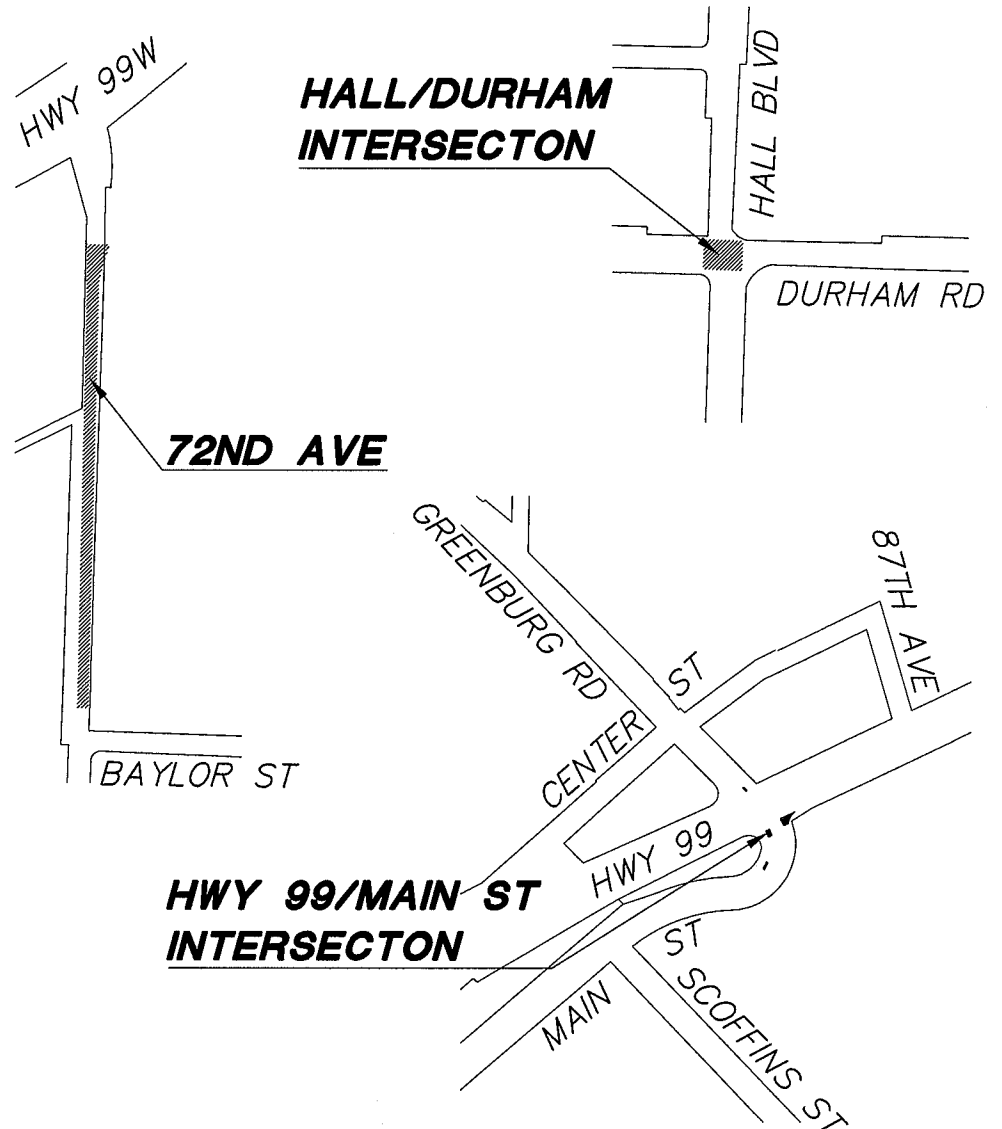 HWY 99W
HALL/DURHAM
INTERSECTON
HALL BLVD
DURHAM RD
72ND AVE
BAYLOR ST
GREENBURG RD
87TH AVE
CENTER ST
HWY 99
HWY 99/MAIN ST
INTERSECTON
MAIN ST
SCOFFINS ST